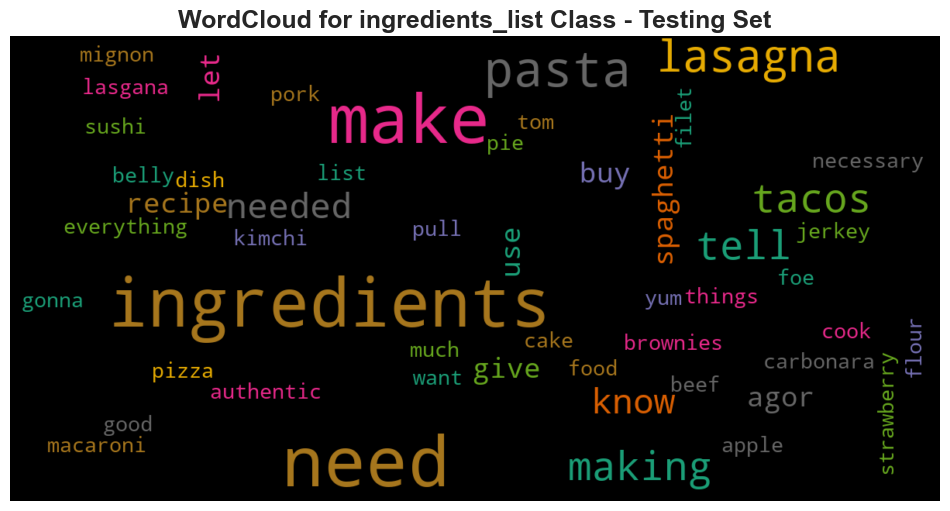 WordCloud for ingredients_list Class - Testing Set
mignon
let
pasta
lasagna
lasgana
pork
make
tom
filet
sushi
pie
spaghetti
belly
dish
list
buy
necessary
recipe
needed
tacos
everything
kimchi
pull
use
tell
jerkey
foe
gonna
ingredients
yum
things
cook
flour
much
cake
brownies
carbonara
pizza
want
give
food
beef
authentic
know
agor
strawberry
good
macaroni
need
making
apple